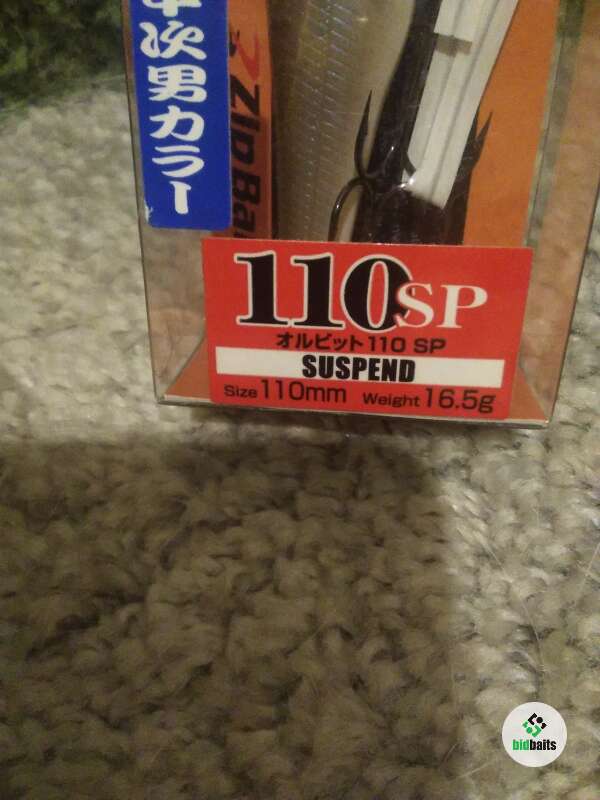 次男カラー
ZipBa
110SP
オルビット110 SP
SUSPEND
Size 110mm Weight 16.5g
bidbaits